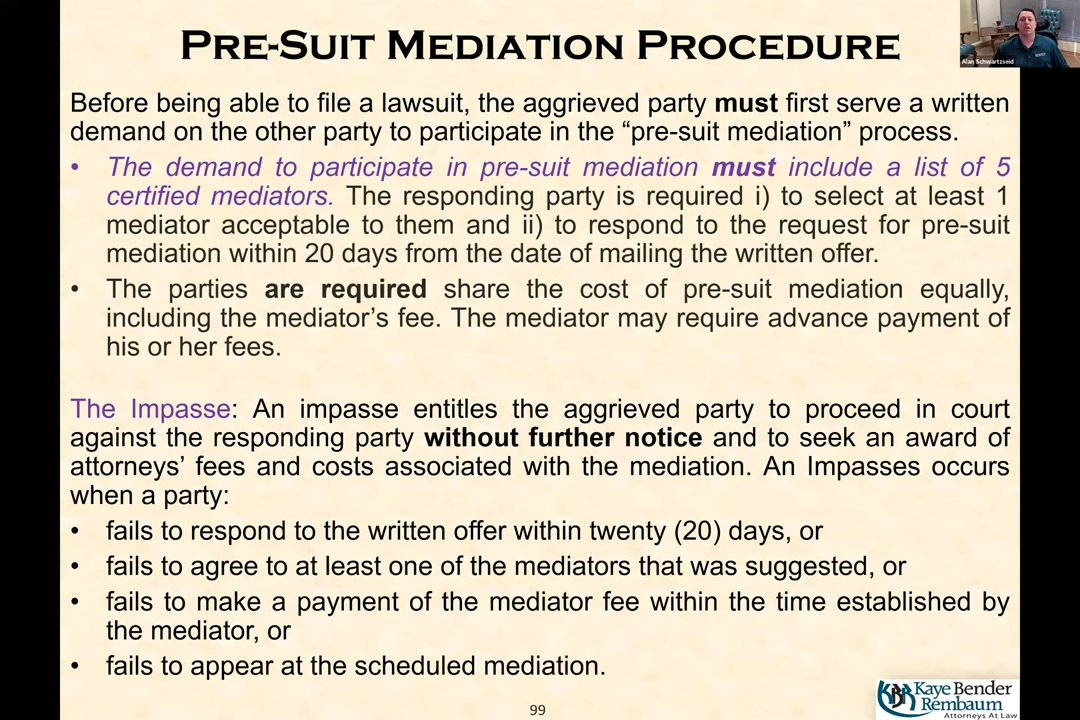 PRE-SUIT MEDIATION PROCEDURE
Alan Schwartzseid
Before being able to file a lawsuit, the aggrieved party must first serve a written
demand on the other party to participate in the “pre-suit mediation” process.
• The demand to participate in pre-suit mediation must include a list of 5
certified mediators. The responding party is required i) to select at least 1
mediator acceptable to them and ii) to respond to the request for pre-suit
mediation within 20 days from the date of mailing the written offer.
• The parties are required share the cost of pre-suit mediation equally,
including the mediator’s fee. The mediator may require advance payment of
his or her fees.
The Impasse: An impasse entitles the aggrieved party to proceed in court
against the responding party without further notice and to seek an award of
attorneys’ fees and costs associated with the mediation. An Impasses occurs
when a party:
• fails to respond to the written offer within twenty (20) days, or
• fails to agree to at least one of the mediators that was suggested, or
• fails to make a payment of the mediator fee within the time established by
the mediator, or
• fails to appear at the scheduled mediation.
99
KBR
Kaye Bender
Rembaum
Attorneys At Law